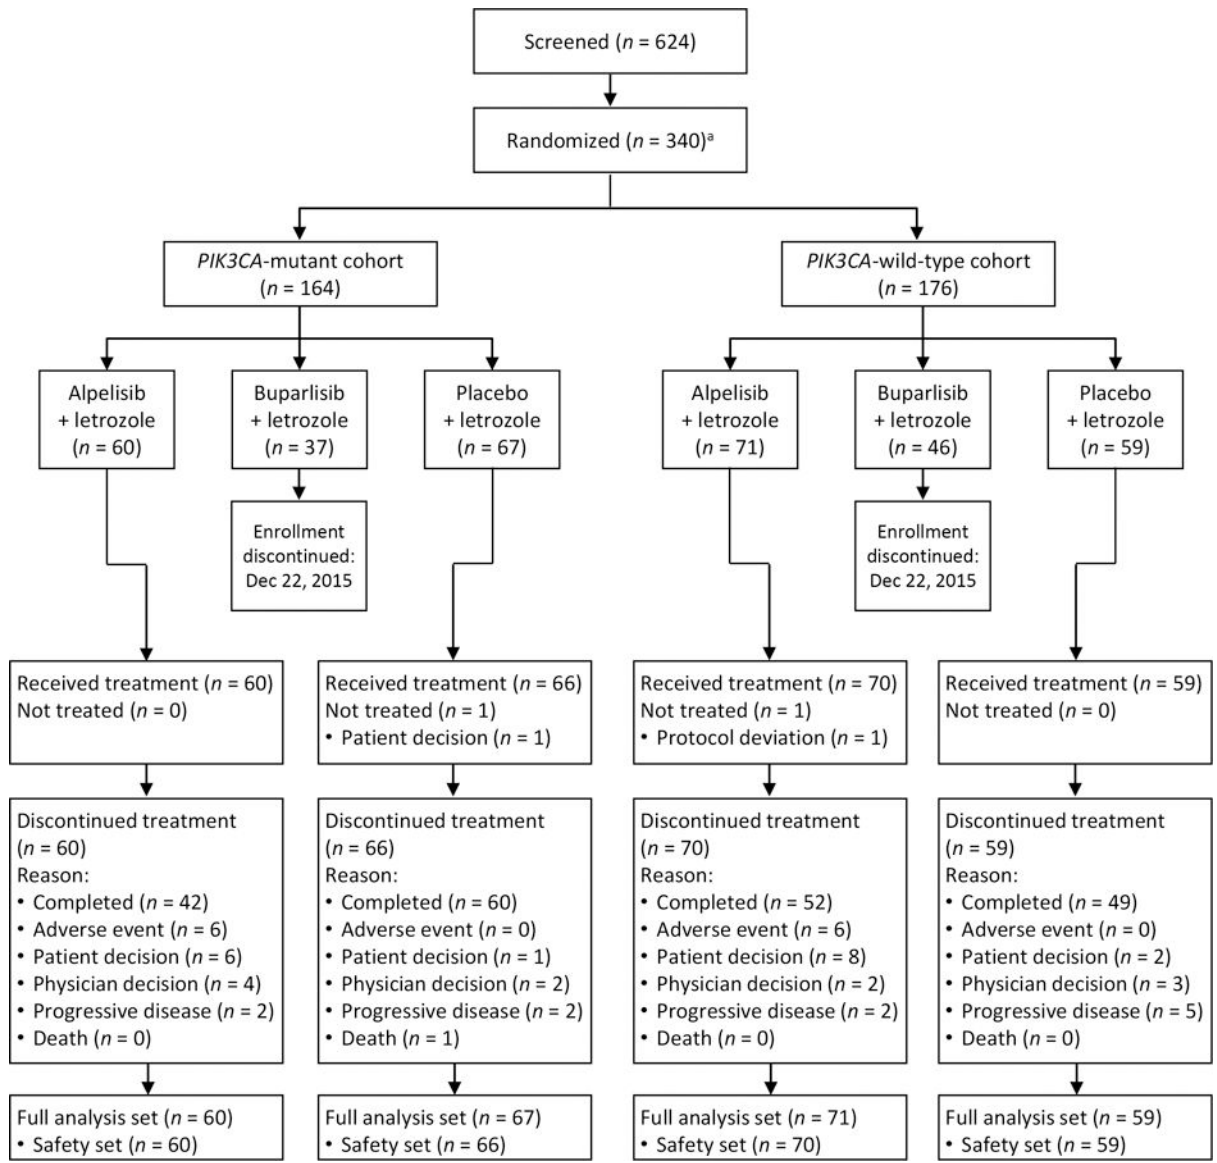 Screened (n = 624)
Randomized (n = 340)ᵃ
PIK3CA-mutant cohort
(n = 164)
PIK3CA-wild-type cohort
(n = 176)
Alpelisib
+ letrozole
(n = 60)
Buparlisib
+ letrozole
(n = 37)
Placebo
+ letrozole
(n = 67)
Alpelisib
+ letrozole
(n = 71)
Buparlisib
+ letrozole
(n = 46)
Placebo
+ letrozole
(n = 59)
Enrollment
discontinued:
Dec 22, 2015
Enrollment
discontinued:
Dec 22, 2015
Received treatment (n = 60)
Not treated (n = 0)
Received treatment (n = 66)
Not treated (n = 1)
• Patient decision (n = 1)
Received treatment (n = 70)
Not treated (n = 1)
• Protocol deviation (n = 1)
Received treatment (n = 59)
Not treated (n = 0)
Discontinued treatment
(n = 60)
Reason:
• Completed (n = 42)
• Adverse event (n = 6)
• Patient decision (n = 6)
• Physician decision (n = 4)
• Progressive disease (n = 2)
• Death (n = 0)
Discontinued treatment
(n = 66)
Reason:
• Completed (n = 60)
• Adverse event (n = 0)
• Patient decision (n = 1)
• Physician decision (n = 2)
• Progressive disease (n = 2)
• Death (n = 1)
Discontinued treatment
(n = 70)
Reason:
• Completed (n = 52)
• Adverse event (n = 6)
• Patient decision (n = 8)
• Physician decision (n = 2)
• Progressive disease (n = 2)
• Death (n = 0)
Discontinued treatment
(n = 59)
Reason:
• Completed (n = 49)
• Adverse event (n = 0)
• Patient decision (n = 2)
• Physician decision (n = 3)
• Progressive disease (n = 5)
• Death (n = 0)
Full analysis set (n = 60)
• Safety set (n = 60)
Full analysis set (n = 67)
• Safety set (n = 66)
Full analysis set (n = 71)
• Safety set (n = 70)
Full analysis set (n = 59)
• Safety set (n = 59)